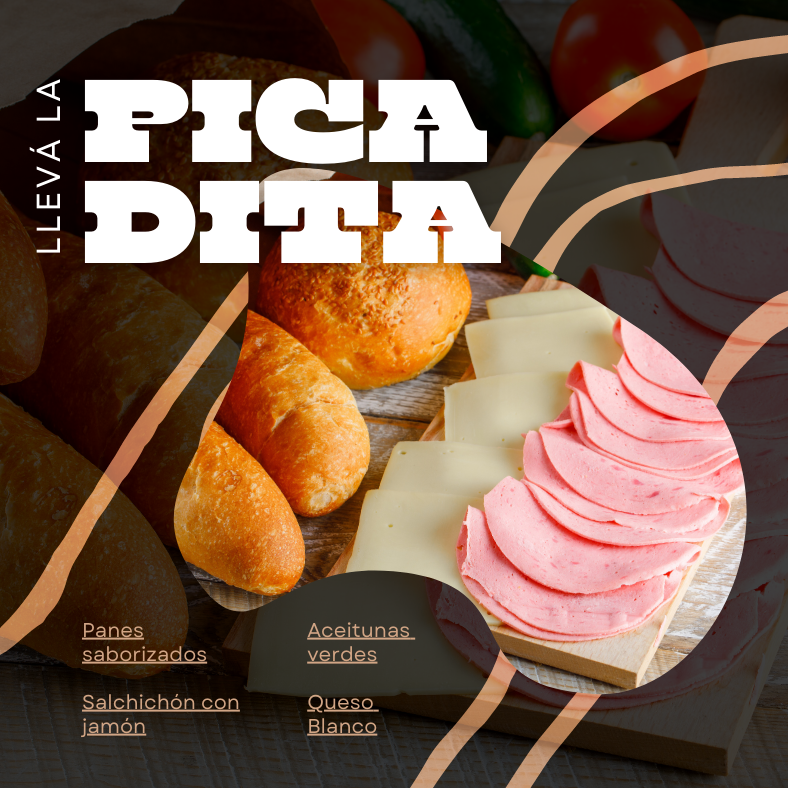 LLEVÁ LA
PICA
DITA
Panes
saborizados
Salchichón con
jamón
Aceitunas
verdes
Queso
Blanco